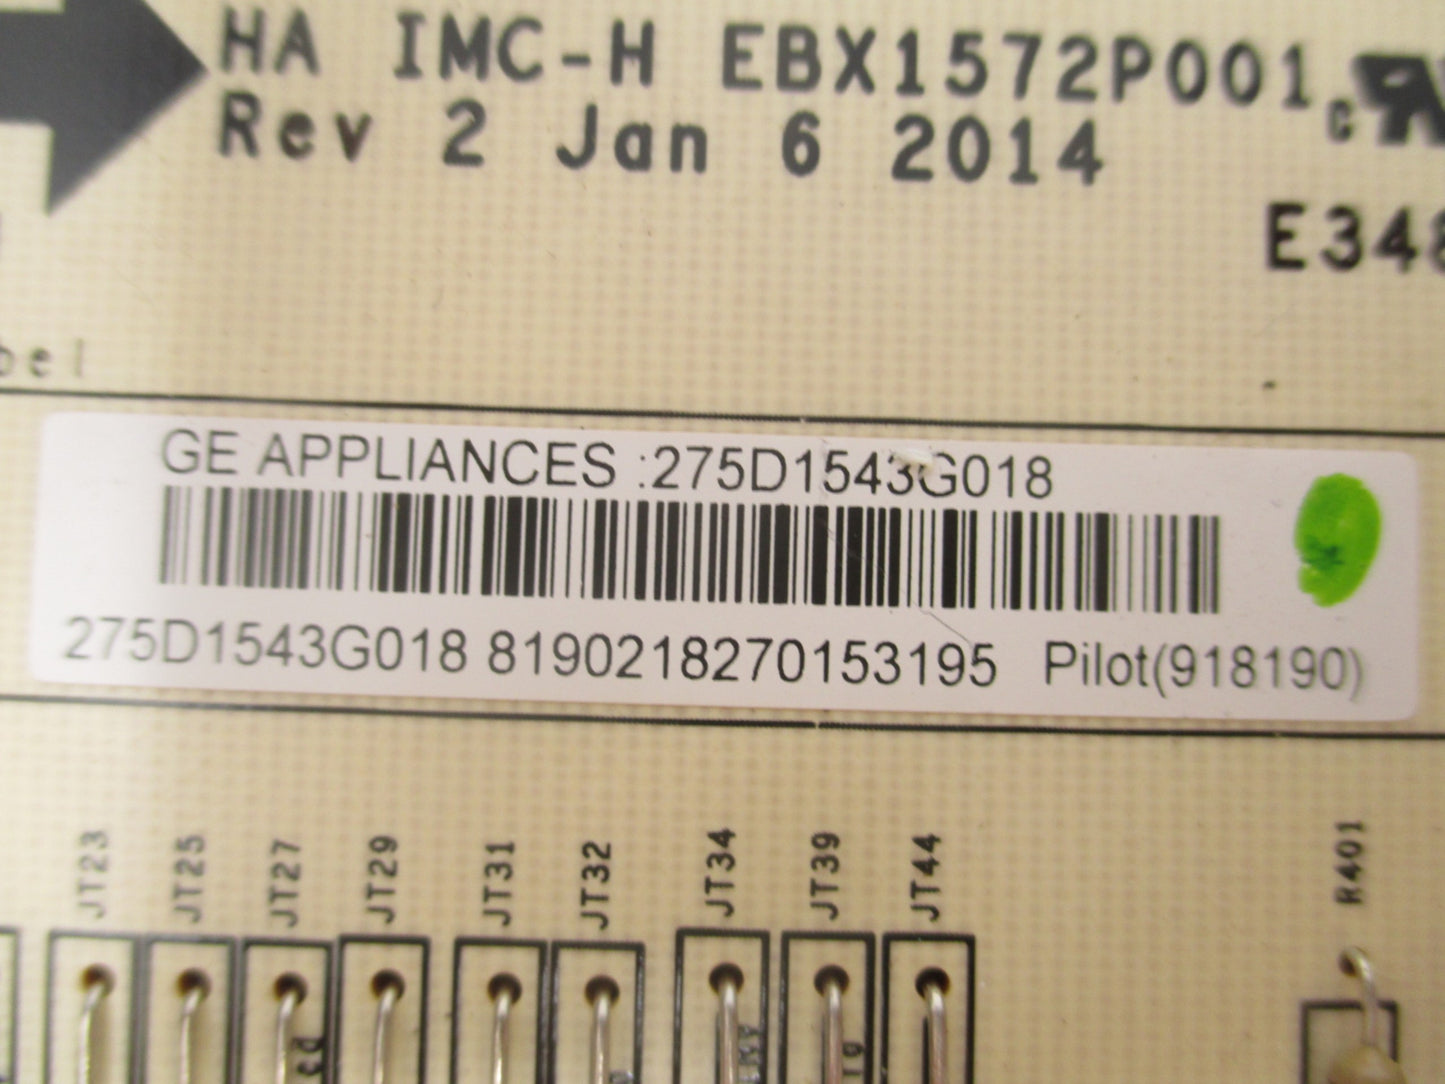 HA IMC-H EBX1572P001
Rev 2 Jan 6 2014
E348
bel
GE APPLIANCES :275D1543G018
275D1543G018 8190218270153195 Pilot(918190)
JT23 JT25 JT27 JT29 JT31 JT32 JT34 JT39 JT44 R401